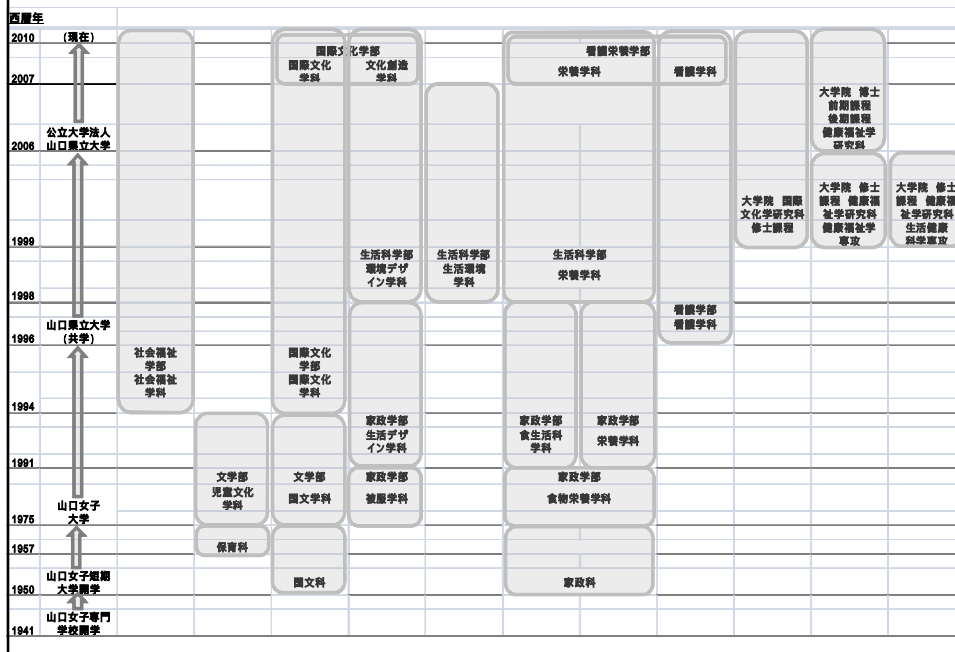 西暦年
2010
(現在)
2007
公立大学法人
山口県立大学
2006
1999
1998
山口県立大学
(共学)
1996
1994
1991
山口女子
大学
1975
1957
山口女子短期
大学開学
1950
山口女子専門
学校開学
1941
社会福祉
学部
社会福祉
学科
文学部
児童文化
学科
保育科
国際文化学部
国際文化
学科
文化創造
学科
国際文化
学部
国際文化
学科
文学部
国文学科
国文科
生活科学部
環境デザ
イン学科
家政学部
生活デザ
イン学科
家政学部
被服学科
生活科学部
生活環境
学科
看護栄養学部
栄養学科
看護学科
生活科学部
栄養学科
家政学部
食生活科
学科
家政学部
栄養学科
家政学部
食物栄養学科
家政科
看護学部
看護学科
大学院 国際
文化学研究科
修士課程
大学院 博士
前期課程
後期課程
健康福祉学
研究科
大学院 修士
課程 健康福
祉学研究科
健康福祉学
専攻
大学院 修士
課程 健康福
祉学研究科
生活健康
科学専攻